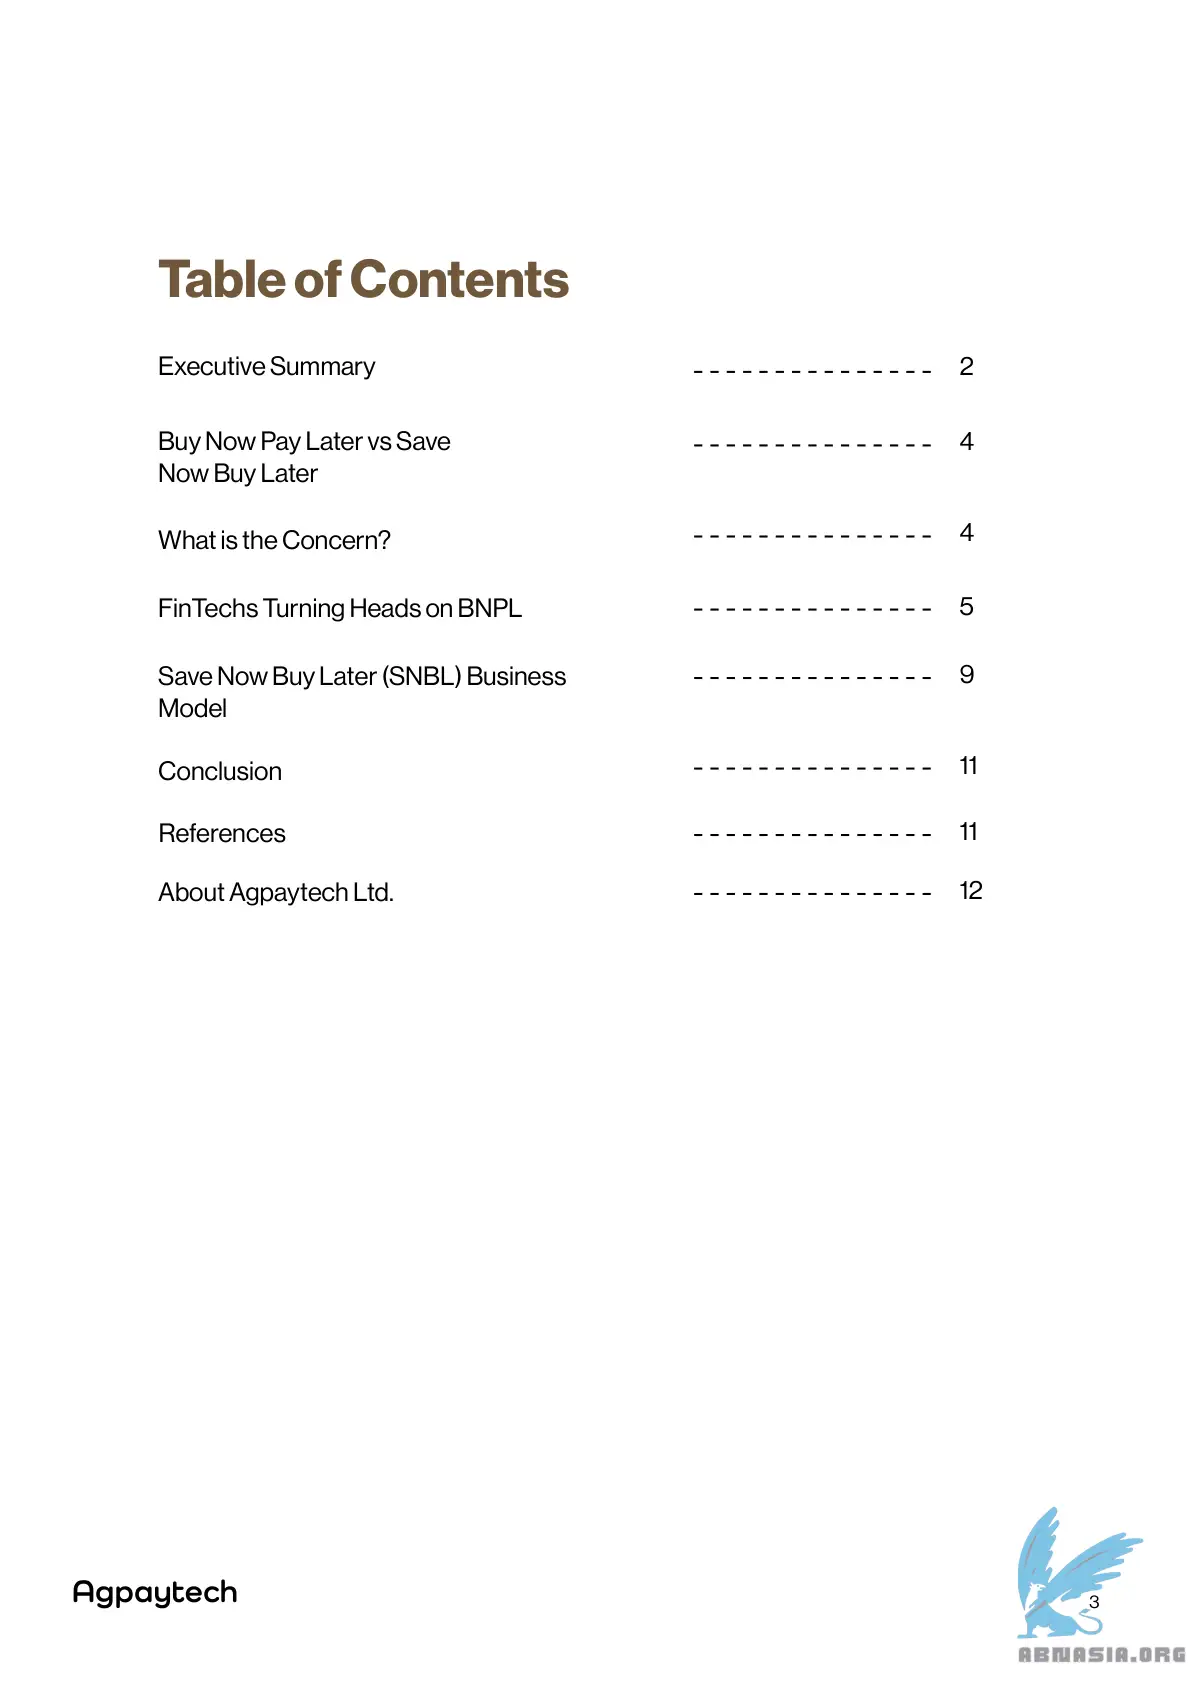 Table of Contents
Executive Summary --------------- 2
Buy Now Pay Later vs Save --------------- 4
Now Buy Later
What is the Concern? --------------- 4
FinTechs Turning Heads on BNPL --------------- 5
Save Now Buy Later (SNBL) Business --------------- 9
Model
Conclusion --------------- 11
References --------------- 11
About Agpaytech Ltd. --------------- 12
Agpaytech
3
ABNASIA.ORG